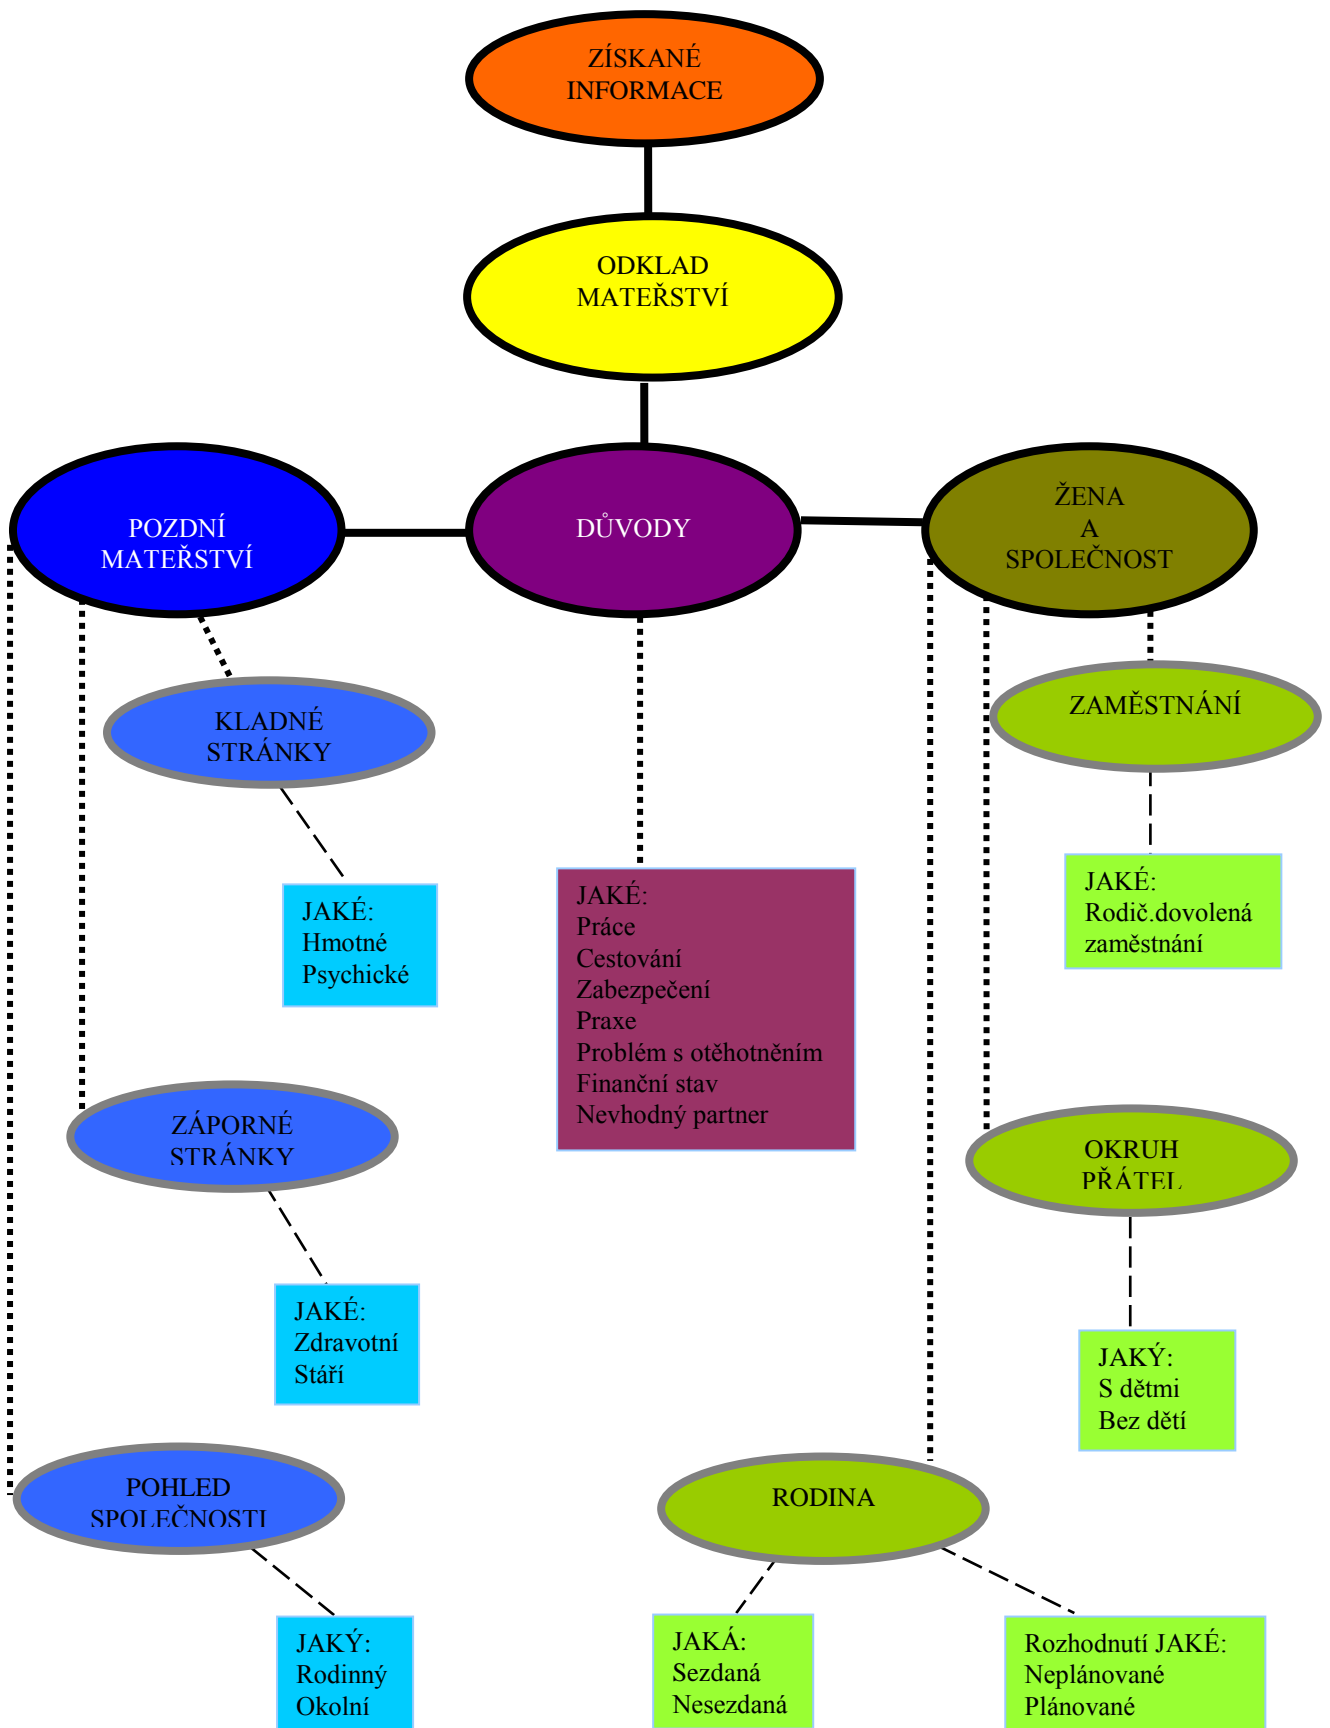 ZÍSKANÉ
INFORMACE
ODKLAD
MATEŘSTVÍ
POZDNÍ
MATEŘSTVÍ
DŮVODY
ŽENA
A
SPOLEČNOST
KLADNÉ
STRÁNKY
ZAMĚSTNÁNÍ
JAKÉ:
Hmotné
Psychické
JAKÉ:
Práce
Cestování
Zabezpečení
Praxe
Problém s otěhotněním
Finanční stav
Nevhodný partner
JAKÉ:
Rodič.dovolená
zaměstnání
ZÁPORNÉ
STRÁNKY
OKRUH
PŘÁTEL
JAKÉ:
Zdravotní
Stáří
JAKÝ:
S dětmi
Bez dětí
POHLED
SPOLEČNOSTI
RODINA
JAKÝ:
Rodinný
Okolní
JAKÁ:
Sezdaná
Nesezdaná
Rozhodnutí JAKÉ:
Neplánované
Plánované